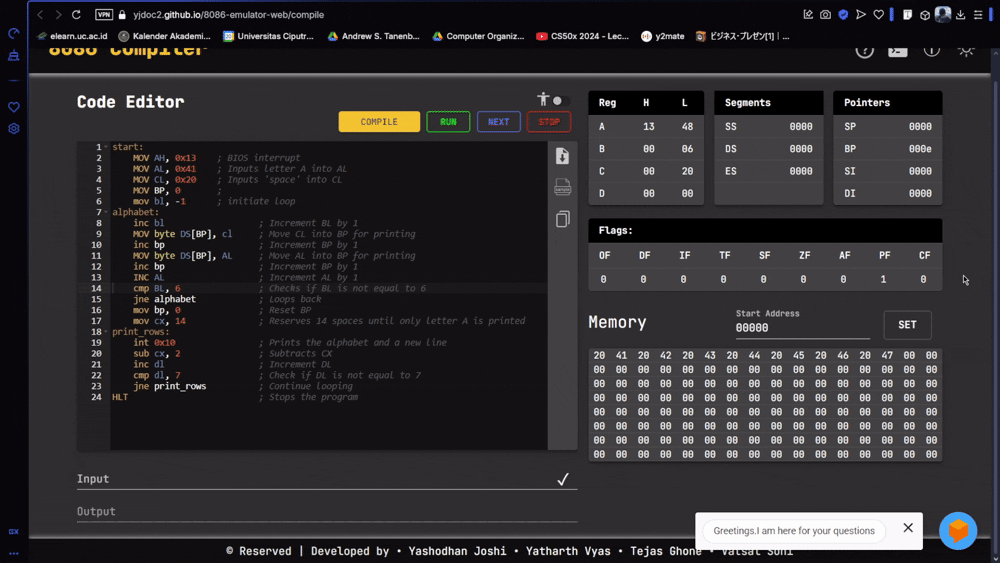 VPN yjdoc2.github.io/8086-emulator-web/compile
elearn.uc.ac.id Kalender Akademi... Universitas Ciputr... Andrew S. Tanenb... Computer Organiz... CS50x 2024 - Lec... y2mate ビジネス・プレゼン[1] | ...
8086 Compiler
Code Editor
COMPILE RUN NEXT STOP
1 start:
2 MOV AH, 0x13 ; BIOS interrupt
3 MOV AL, 0x41 ; Inputs letter A into AL
4 MOV CL, 0x20 ; Inputs 'space' into CL
5 MOV BP, 0 ;
6 mov bl, -1 ; initiate loop
7 alphabet:
8 inc bl ; Increment BL by 1
9 MOV byte DS[BP], cl ; Move CL into BP for printing
10 inc bp ; Increment BP by 1
11 MOV byte DS[BP], AL ; Move AL into BP for printing
12 inc bp ; Increment BP by 1
13 INC AL ; Increment AL by 1
14 cmp BL, 6 ; Checks if BL is not equal to 6
15 jne alphabet ; Loops back
16 mov bp, 0 ; Reset BP
17 mov cx, 14 ; Reserves 14 spaces until only letter A is printed
18 print_rows:
19 int 0x10 ; Prints the alphabet and a new line
20 sub cx, 2 ; Subtracts CX
21 inc dl ; Increment DL
22 cmp dl, 7 ; Check if DL is not equal to 7
23 jne print_rows ; Continue looping
24 HLT ; Stops the program
Input
Output
Reg H L
A 13 48
B 00 06
C 00 20
D 00 00
Segments
SS 0000
DS 0000
ES 0000
Pointers
SP 0000
BP 000e
SI 0000
DI 0000
Flags:
OF DF IF TF SF ZF AF PF CF
0 0 0 0 0 0 0 1 0
Memory
Start Address
00000
SET
20 41 20 42 20 43 20 44 20 45 20 46 20 47 00 00
00 00 00 00 00 00 00 00 00 00 00 00 00 00 00 00
00 00 00 00 00 00 00 00 00 00 00 00 00 00 00 00
00 00 00 00 00 00 00 00 00 00 00 00 00 00 00 00
00 00 00 00 00 00 00 00 00 00 00 00 00 00 00 00
00 00 00 00 00 00 00 00 00 00 00 00 00 00 00 00
00 00 00 00 00 00 00 00 00 00 00 00 00 00 00 00
00 00 00 00 00 00 00 00 00 00 00 00 00 00 00 00
Greetings.I am here for your questions
© Reserved | Developed by • Yashodhan Joshi • Yatharth Vyas • Tejas Ghone • Vatsal Soni
GX